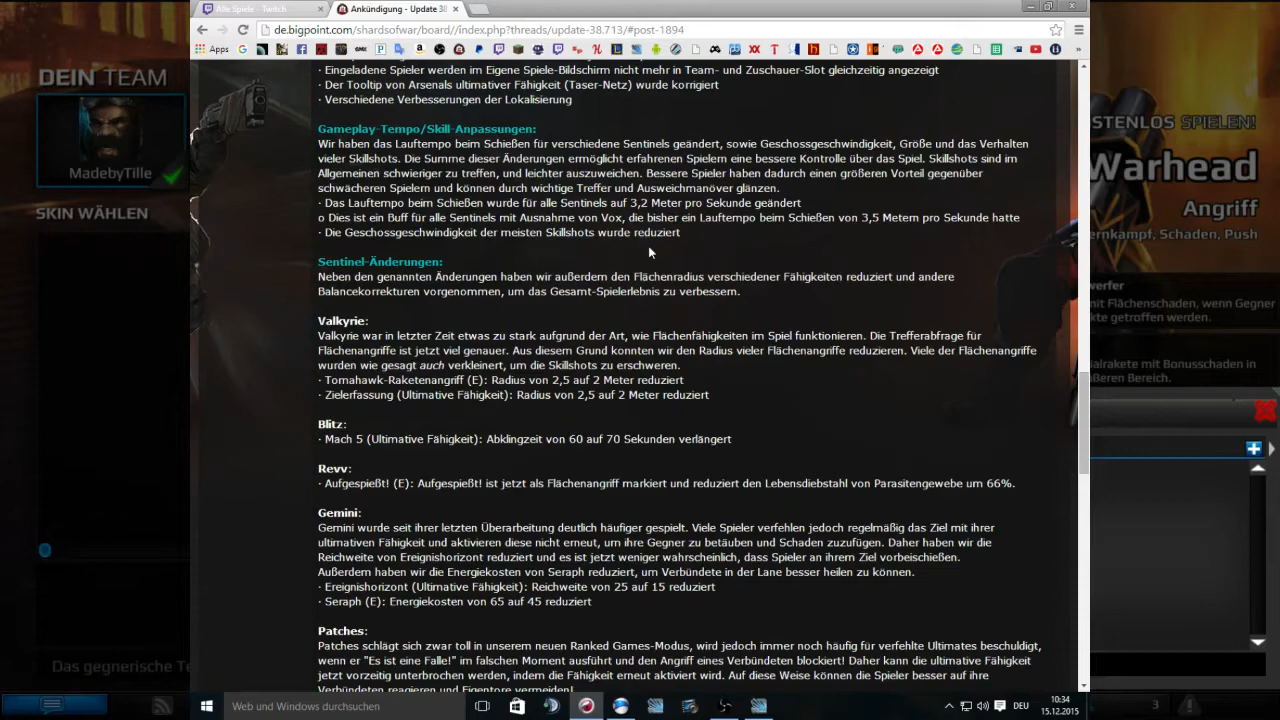 Alle Spiele - Twitch
Ankündigung - Update 38
de.bigpoint.com/shardsofwar/board//index.php?threads/update-38.713/#post-1894
Apps
DEIN TEAM
MadebyTille
SKIN WÄHLEN
Das gegnerische Te
· Eingeladene Spieler werden im Eigene Spiele-Bildschirm nicht mehr in Team- und Zuschauer-Slot gleichzeitig angezeigt
· Der Tooltip von Arsenals ultimativer Fähigkeit (Taser-Netz) wurde korrigiert
· Verschiedene Verbesserungen der Lokalisierung
Gameplay-Tempo/Skill-Anpassungen:
Wir haben das Lauftempo beim Schießen für verschiedene Sentinels geändert, sowie Geschossgeschwindigkeit, Größe und das Verhalten
vieler Skillshots. Die Summe dieser Änderungen ermöglicht erfahrenen Spielern eine bessere Kontrolle über das Spiel. Skillshots sind im
Allgemeinen schwieriger zu treffen, und leichter auszuweichen. Bessere Spieler haben dadurch einen größeren Vorteil gegenüber
schwächeren Spielern und können durch wichtige Treffer und Ausweichmanöver glänzen.
· Das Lauftempo beim Schießen wurde für alle Sentinels auf 3,2 Meter pro Sekunde geändert
o Dies ist ein Buff für alle Sentinels mit Ausnahme von Vox, die bisher ein Lauftempo beim Schießen von 3,5 Metern pro Sekunde hatte
· Die Geschossgeschwindigkeit der meisten Skillshots wurde reduziert
Sentinel-Änderungen:
Neben den genannten Änderungen haben wir außerdem den Flächenradius verschiedener Fähigkeiten reduziert und andere
Balancekorrekturen vorgenommen, um das Gesamt-Spielerlebnis zu verbessern.
Valkyrie:
Valkyrie war in letzter Zeit etwas zu stark aufgrund der Art, wie Flächenfähigkeiten im Spiel funktionieren. Die Trefferabfrage für
Flächenangriffe ist jetzt viel genauer. Aus diesem Grund konnten wir den Radius vieler Flächenangriffe reduzieren. Viele der Flächenangriffe
wurden wie gesagt auch verkleinert, um die Skillshots zu erschweren.
· Tomahawk-Raketenangriff (E): Radius von 2,5 auf 2 Meter reduziert
· Zielerfassung (Ultimative Fähigkeit): Radius von 2,5 auf 2 Meter reduziert
Blitz:
· Mach 5 (Ultimative Fähigkeit): Abklingzeit von 60 auf 70 Sekunden verlängert
Revv:
· Aufgespießt! (E): Aufgespießt! ist jetzt als Flächenangriff markiert und reduziert den Lebensdiebstahl von Parasitengewebe um 66%.
Gemini:
Gemini wurde seit ihrer letzten Überarbeitung deutlich häufiger gespielt. Viele Spieler verfehlen jedoch regelmäßig das Ziel mit ihrer
ultimativen Fähigkeit und aktivieren diese nicht erneut, um ihre Gegner zu betäuben und Schaden zuzufügen. Daher haben wir die
Reichweite von Ereignishorizont reduziert und es ist jetzt weniger wahrscheinlich, dass Spieler an ihrem Ziel vorbeischießen.
Außerdem haben wir die Energiekosten von Seraph reduziert, um Verbündete in der Lane besser heilen zu können.
· Ereignishorizont (Ultimative Fähigkeit): Reichweite von 25 auf 15 reduziert
· Seraph (E): Energiekosten von 65 auf 45 reduziert
Patches:
Patches schlägt sich zwar toll in unserem neuen Ranked Games-Modus, wird jedoch immer noch häufig für verfehlte Ultimates beschuldigt,
wenn er "Es ist eine Falle!" im falschen Moment ausführt und den Angriff eines Verbündeten blockiert! Daher kann die ultimative Fähigkeit
jetzt vorzeitig unterbrochen werden, indem die Fähigkeit erneut aktiviert wird. Auf diese Weise können die Spieler besser auf ihre
Verbündeten reagieren und Eigentore vermeiden!
OSTENLOS SPIELEN!
Warhead
Angriff
ernkampf, Schaden, Push
werfer
mit Flächenschaden, wenn Gegner
kte getroffen werden.
alrakete mit Bonusschaden in
ßeren Bereich.
3
Web und Windows durchsuchen
DEU
10:34
15.12.2015